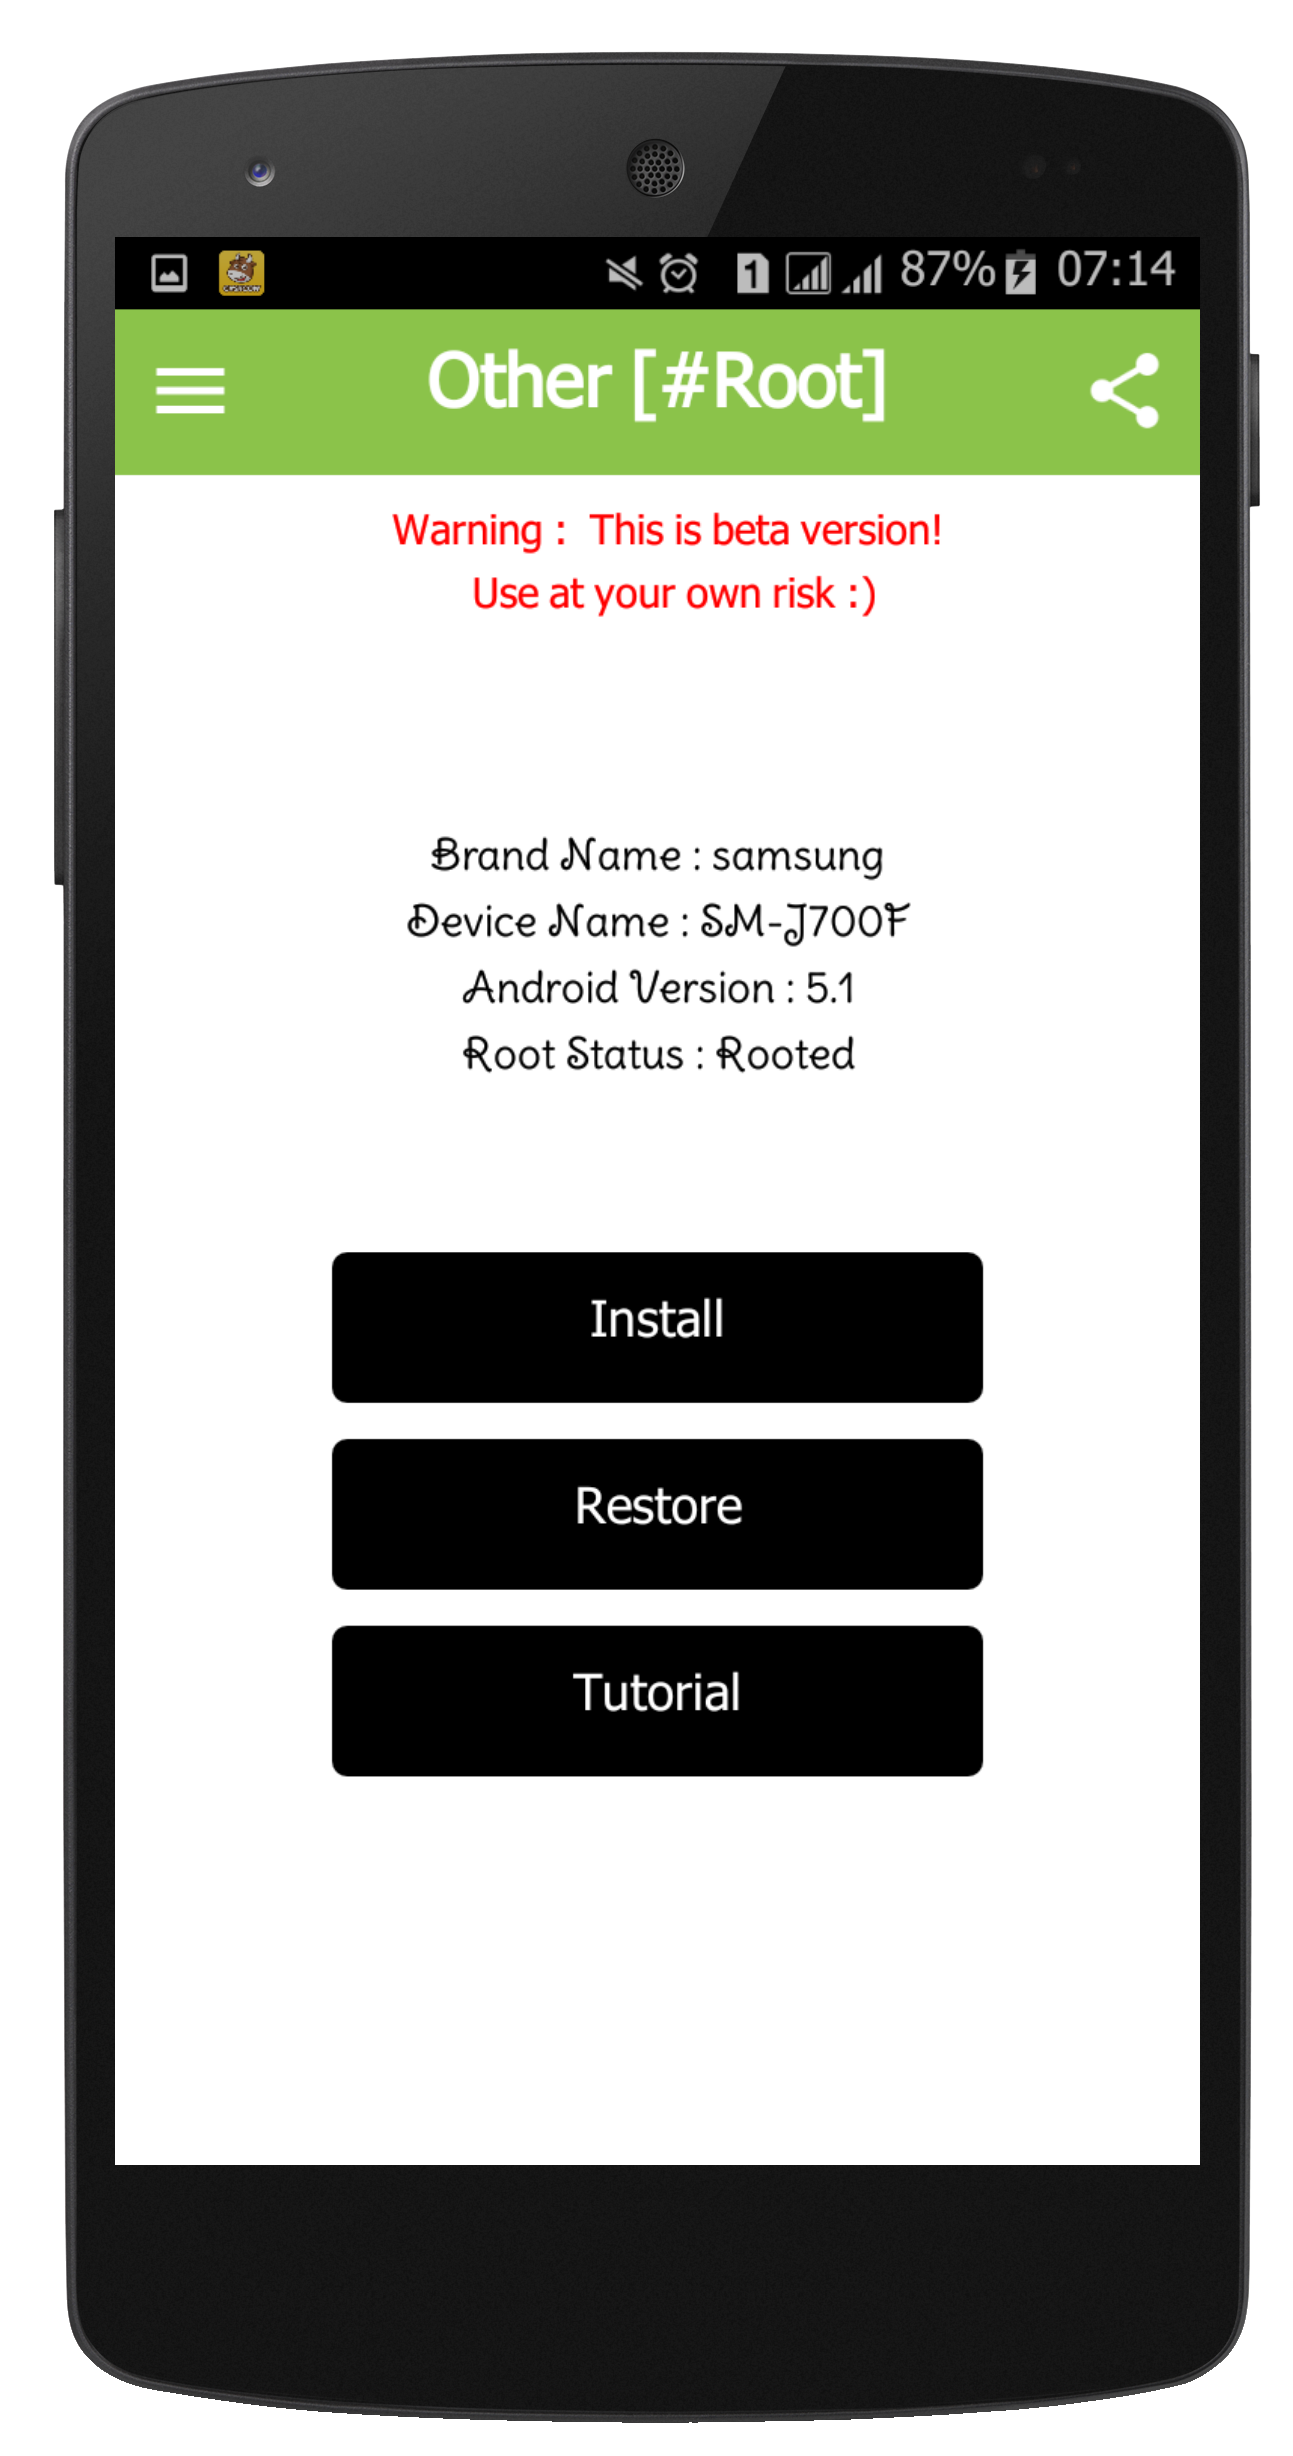 1 87% 07:14
Other [#Root]
Warning :  This is beta version!
Use at your own risk :)
Brand Name : samsung
Device Name : SM-J700F
Android Version : 5.1
Root Status : Rooted
Install
Restore
Tutorial